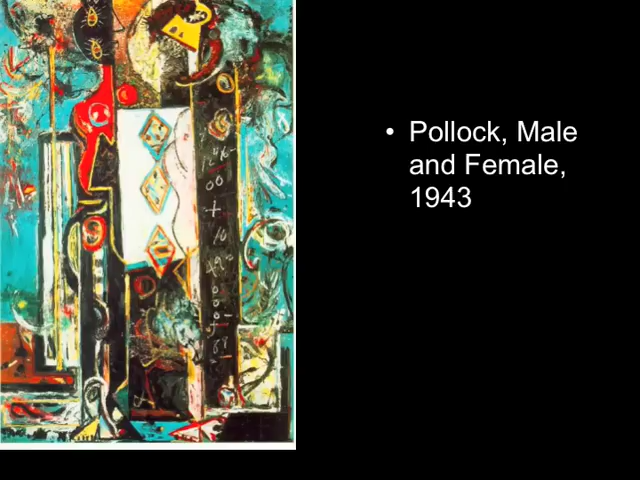 • Pollock, Male
and Female,
1943